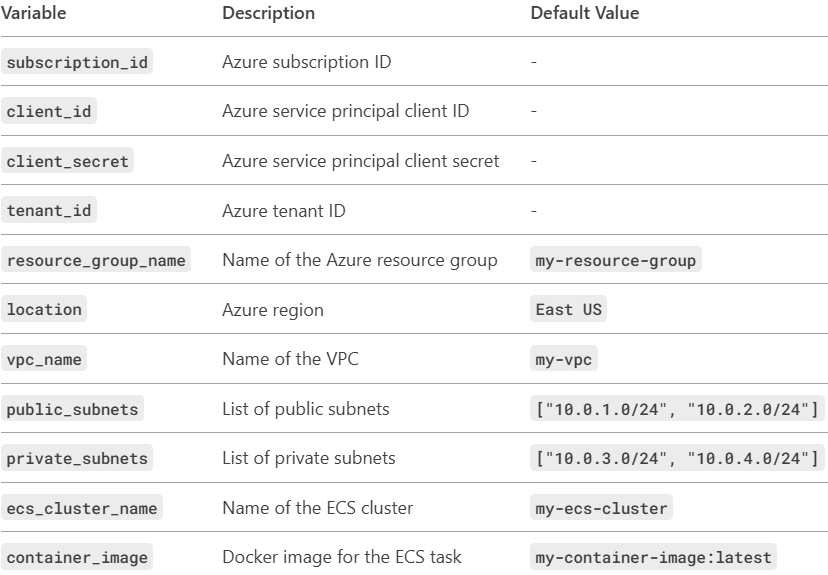 Variable Description Default Value
subscription_id Azure subscription ID -
client_id Azure service principal client ID -
client_secret Azure service principal client secret -
tenant_id Azure tenant ID -
resource_group_name Name of the Azure resource group my-resource-group
location Azure region East US
vpc_name Name of the VPC my-vpc
public_subnets List of public subnets ["10.0.1.0/24", "10.0.2.0/24"]
private_subnets List of private subnets ["10.0.3.0/24", "10.0.4.0/24"]
ecs_cluster_name Name of the ECS cluster my-ecs-cluster
container_image Docker image for the ECS task my-container-image:latest